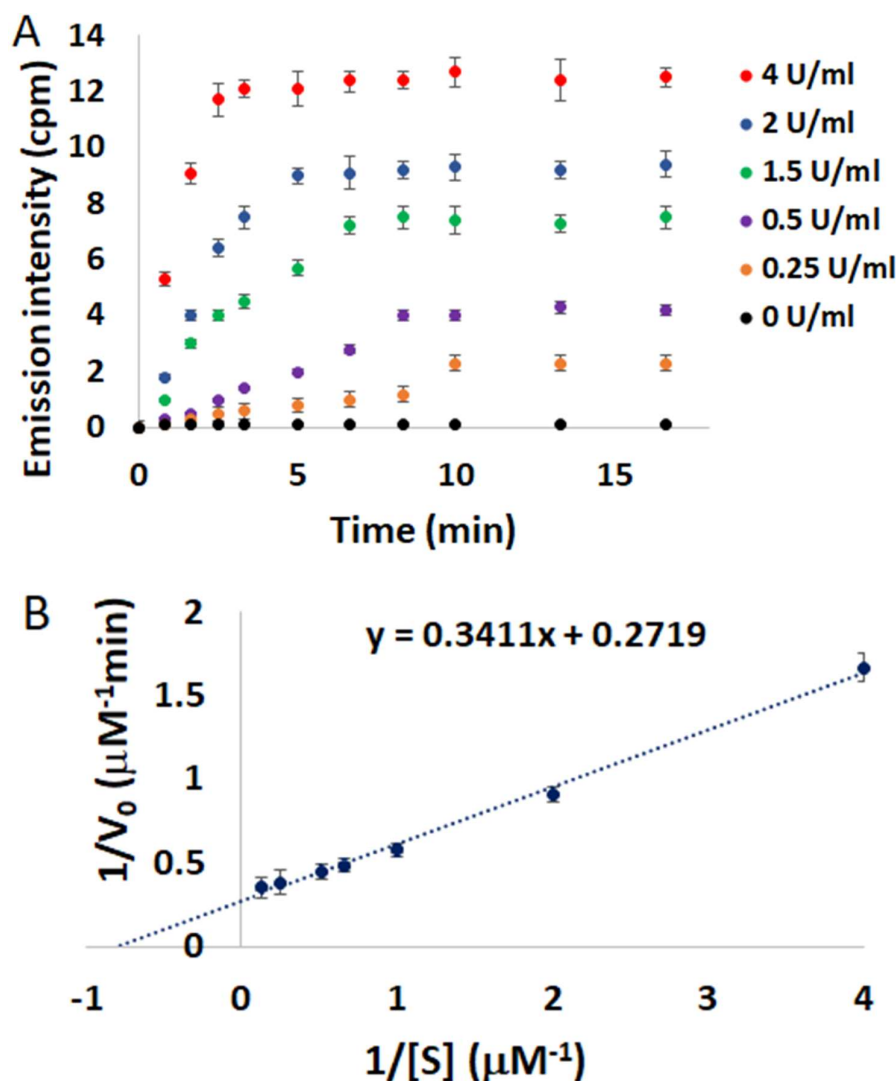 A
Emission intensity (cpm)
14
12
10
8
6
4
2
0
0 5 10 15
Time (min)
4 U/ml
2 U/ml
1.5 U/ml
0.5 U/ml
0.25 U/ml
0 U/ml
B
1/V₀ (μM⁻¹min)
y = 0.3411x + 0.2719
2
1.5
1
0.5
0
-1 0 1 2 3 4
1/[S] (μM⁻¹)